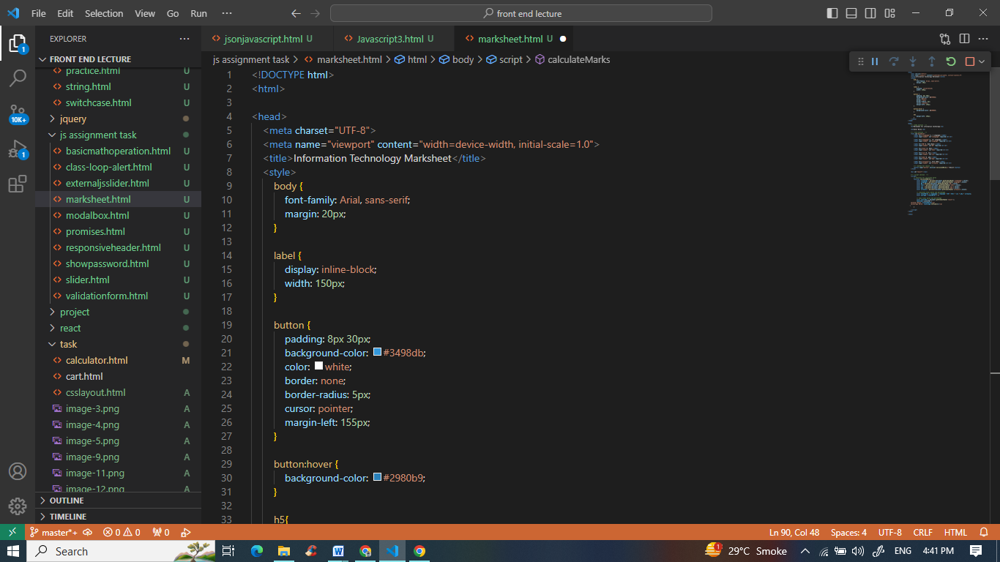 File Edit Selection View Go Run ··· front end lecture
EXPLORER ···
FRONT END LECTURE
practice.html U
string.html U
switchcase.html U
jquery
js assignment task
basicmathoperation.html U
class-loop-alert.html U
externaljsslider.html U
marksheet.html U
modalbox.html U
promises.html U
responsiveheader.html U
showpassword.html U
slider.html U
validationform.html U
project
react
task
calculator.html M
cart.html
csslayout.html A
image-3.png A
image-4.png A
image-5.png A
image-9.png A
image-11.png A
image-12.png A
OUTLINE
TIMELINE
1
10K+
1
jsonjavascript.html U Javascript3.html U marksheet.html U
js assignment task > marksheet.html > html > body > script > calculateMarks
1 <!DOCTYPE html>
2 <html>
3
4 <head>
5 <meta charset="UTF-8">
6 <meta name="viewport" content="width=device-width, initial-scale=1.0">
7 <title>Information Technology Marksheet</title>
8 <style>
9 body {
10 font-family: Arial, sans-serif;
11 margin: 20px;
12 }
13
14 label {
15 display: inline-block;
16 width: 150px;
17 }
18
19 button {
20 padding: 8px 30px;
21 background-color: #3498db;
22 color: white;
23 border: none;
24 border-radius: 5px;
25 cursor: pointer;
26 margin-left: 155px;
27 }
28
29 button:hover {
30 background-color: #2980b9;
31 }
32
33 h5{
master*+ 0 0 0 Ln 90, Col 48 Spaces: 4 UTF-8 CRLF HTML
Search 1 29°C Smoke ENG 4:41 PM